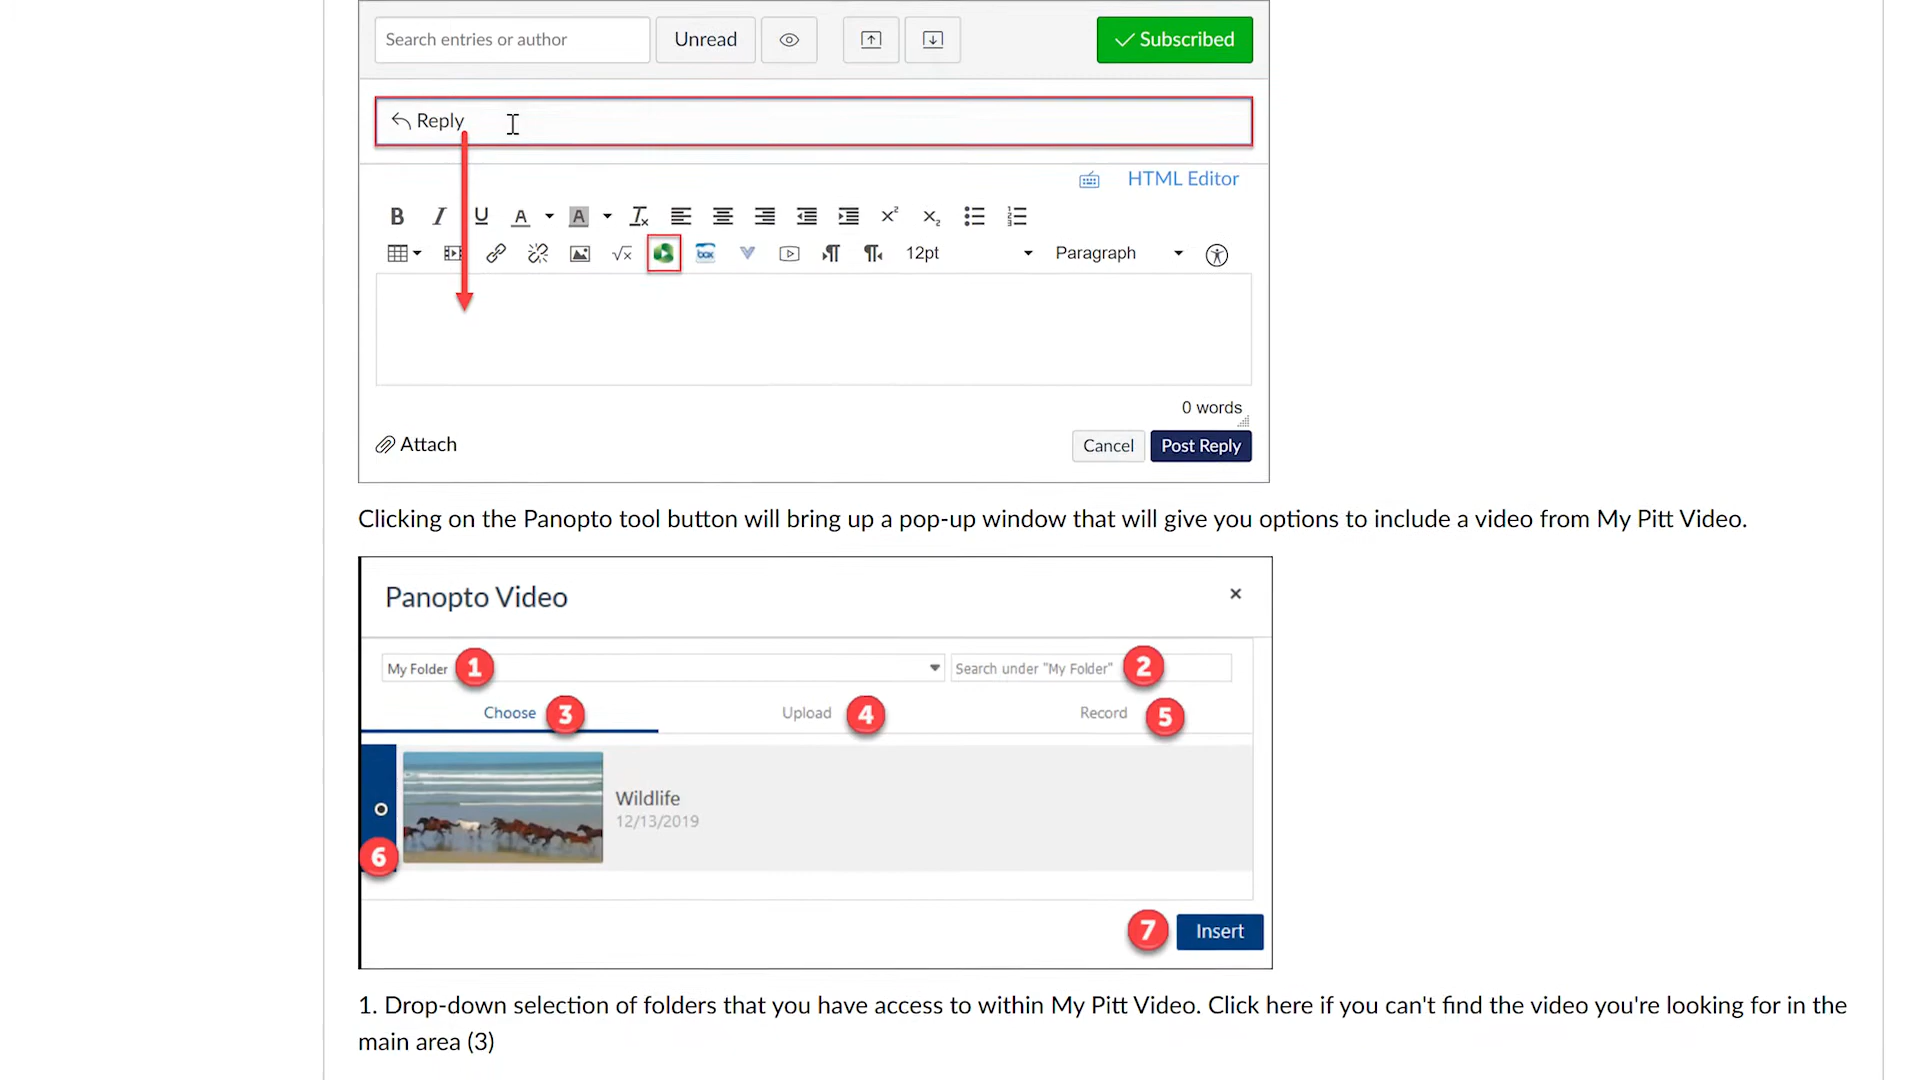 Search entries or author
Unread
Subscribed
Reply
HTML Editor
12pt
Paragraph
0 words
Attach
Cancel
Post Reply
Clicking on the Panopto tool button will bring up a pop-up window that will give you options to include a video from My Pitt Video.
Panopto Video
My Folder 1
Search under "My Folder" 2
Choose 3
Upload 4
Record 5
Wildlife
12/13/2019
6
7 Insert
1. Drop-down selection of folders that you have access to within My Pitt Video. Click here if you can't find the video you're looking for in the
main area (3)